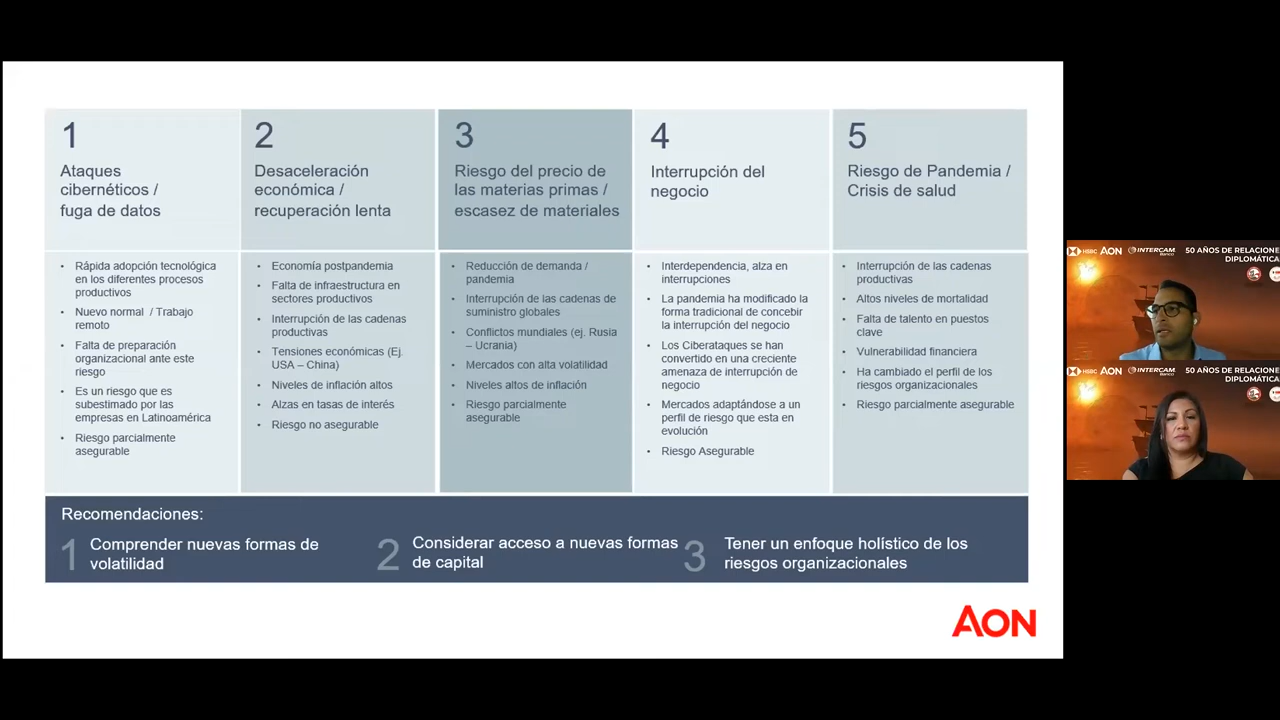 1
Ataques
cibernéticos /
fuga de datos
2
Desaceleración
económica /
recuperación lenta
3
Riesgo del precio de
las materias primas /
escasez de materiales
4
Interrupción del
negocio
5
Riesgo de Pandemia /
Crisis de salud
• Rápida adopción tecnológica
en los diferentes procesos
productivos
• Nuevo normal / Trabajo
remoto
• Falta de preparación
organizacional ante este
riesgo
• Es un riesgo que es
subestimado por las
empresas en Latinoamérica
• Riesgo parcialmente
asegurable
• Economía postpandemia
• Falta de infraestructura en
sectores productivos
• Interrupción de las cadenas
productivas
• Tensiones económicas (Ej.
USA – China)
• Niveles de inflación altos
• Alzas en tasas de interés
• Riesgo no asegurable
• Reducción de demanda /
pandemia
• Interrupción de las cadenas de
suministro globales
• Conflictos mundiales (ej. Rusia
– Ucrania)
• Mercados con alta volatilidad
• Niveles altos de inflación
• Riesgo parcialmente
asegurable
• Interdependencia, alza en
interrupciones
• La pandemia ha modificado la
forma tradicional de concebir
la interrupción del negocio
• Los Ciberataques se han
convertido en una creciente
amenaza de interrupción de
negocio
• Mercados adaptándose a un
perfil de riesgo que esta en
evolución
• Riesgo Asegurable
• Interrupción de las cadenas
productivas
• Altos niveles de mortalidad
• Falta de talento en puestos
clave
• Vulnerabilidad financiera
• Ha cambiado el perfil de los
riesgos organizacionales
• Riesgo parcialmente asegurable
Recomendaciones:
1 Comprender nuevas formas de
volatilidad
2 Considerar acceso a nuevas formas
de capital
3 Tener un enfoque holístico de los
riesgos organizacionales
AON
HSBC AON INTERCAM Banco 50 AÑOS DE RELACIONE
DIPLOMÁTICA
HSBC AON INTERCAM Banco 50 AÑOS DE RELACIONE
DIPLOMÁTICA